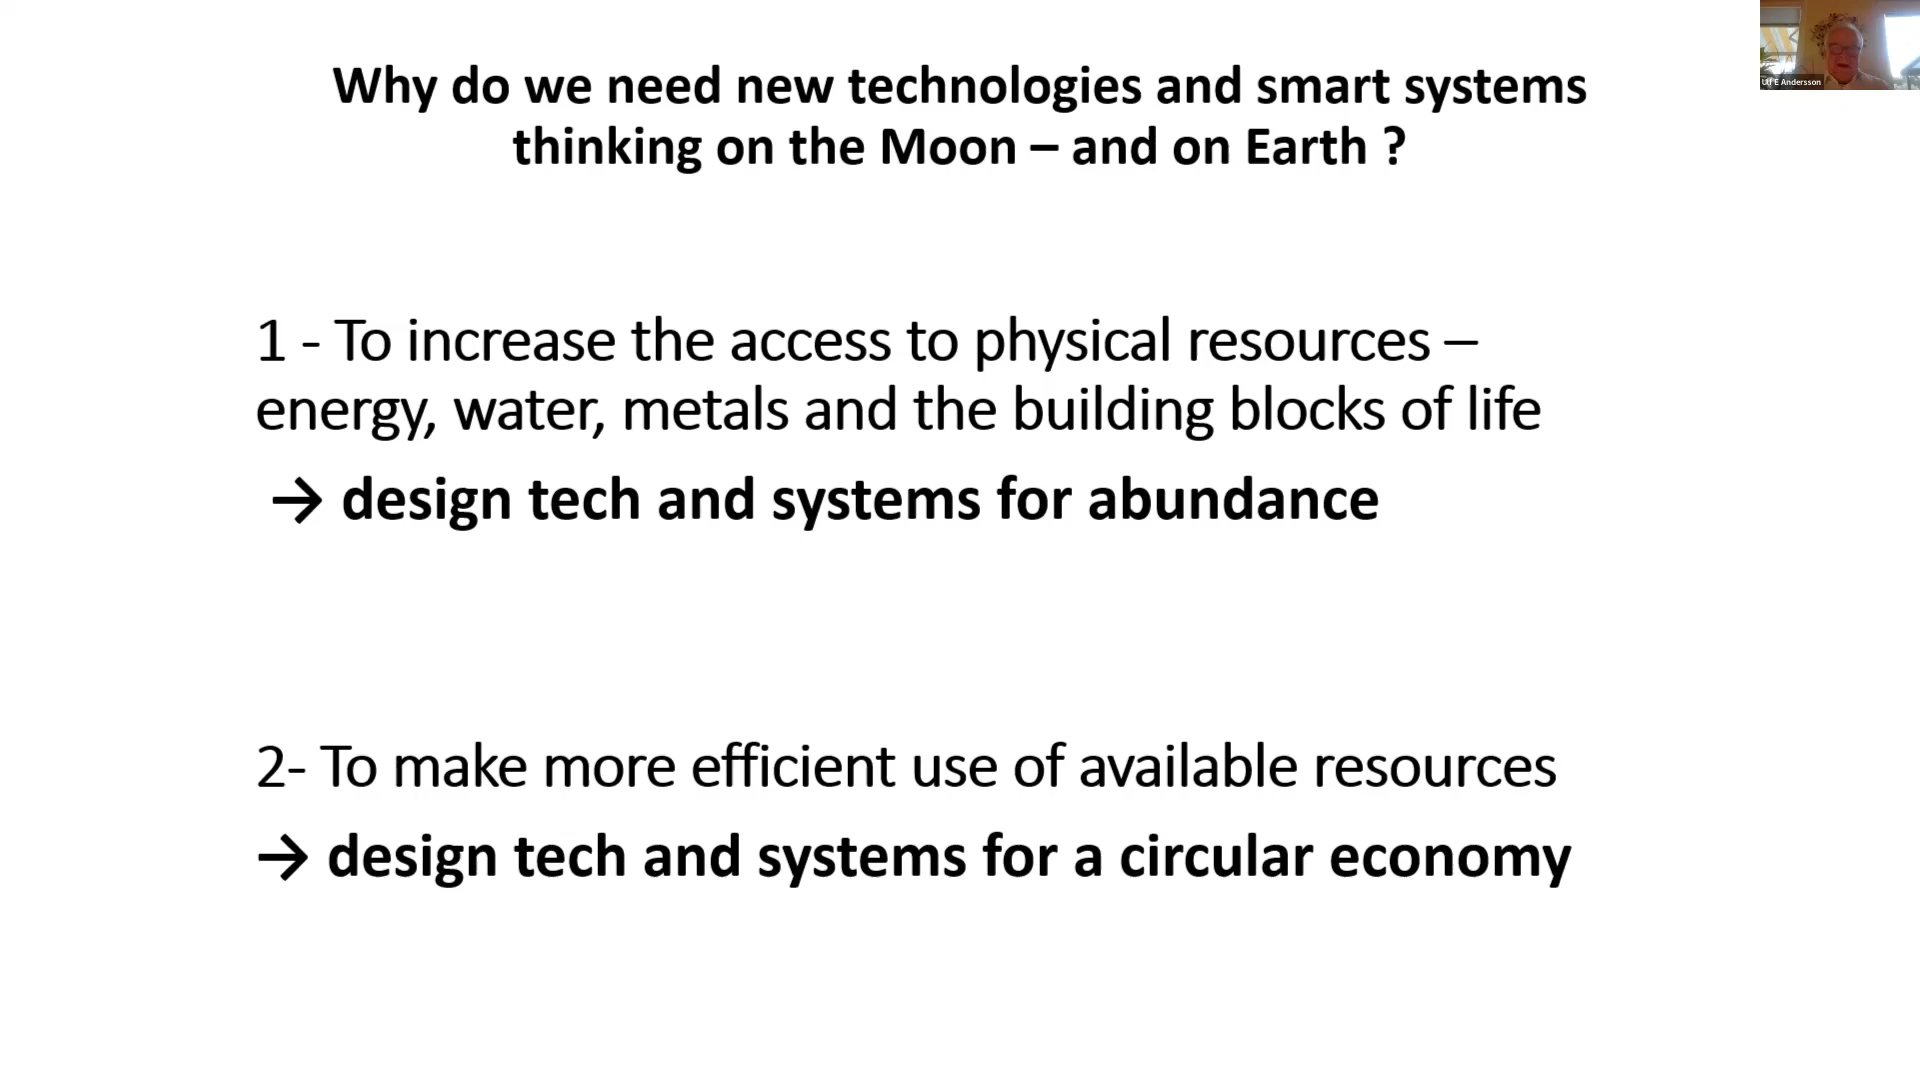 Why do we need new technologies and smart systems
thinking on the Moon – and on Earth ?
1 - To increase the access to physical resources –
energy, water, metals and the building blocks of life
→ design tech and systems for abundance
2- To make more efficient use of available resources
→ design tech and systems for a circular economy
Ulf E Andersson